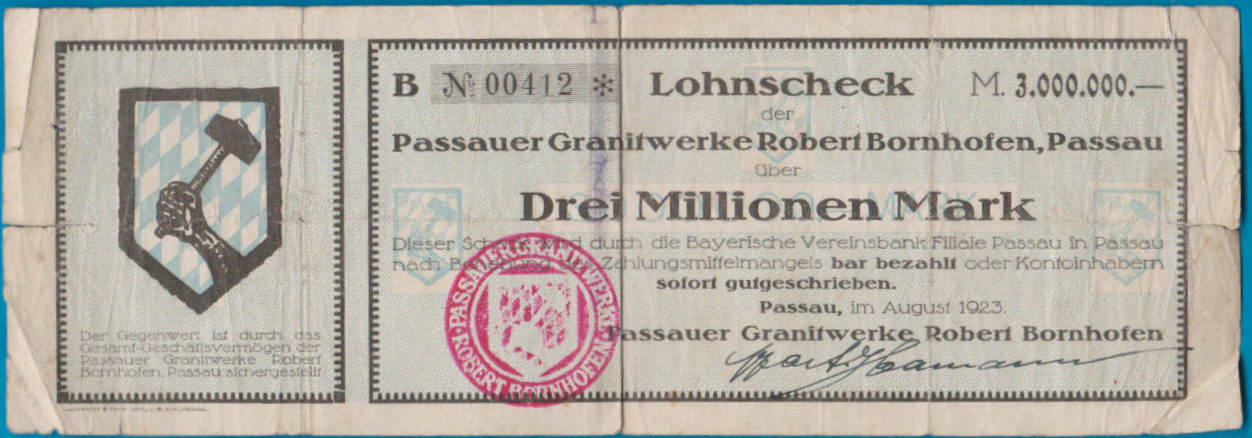 B № 00412 * Lohnscheck M. 3.000.000.—
der
Passauer Granitwerke Robert Bornhofen, Passau
über
Drei Millionen Mark
Dieser Scheck wird durch die Bayerische Vereinsbank Filiale Passau in Passau
nach Behebung des Zahlungsmittelmangels bar bezahlt oder Kontoinhabern
sofort gutgeschrieben.
Passau, im August 1923.
Passauer Granitwerke Robert Bornhofen
PASSAUER GRANITWERKE
ROBERT BORNHOFEN
MARK
Der Gegenwert ist durch das
Gesamt-Geschäftsvermögen der
Passauer Granitwerke Robert
Bornhofen, Passau sichergestellt